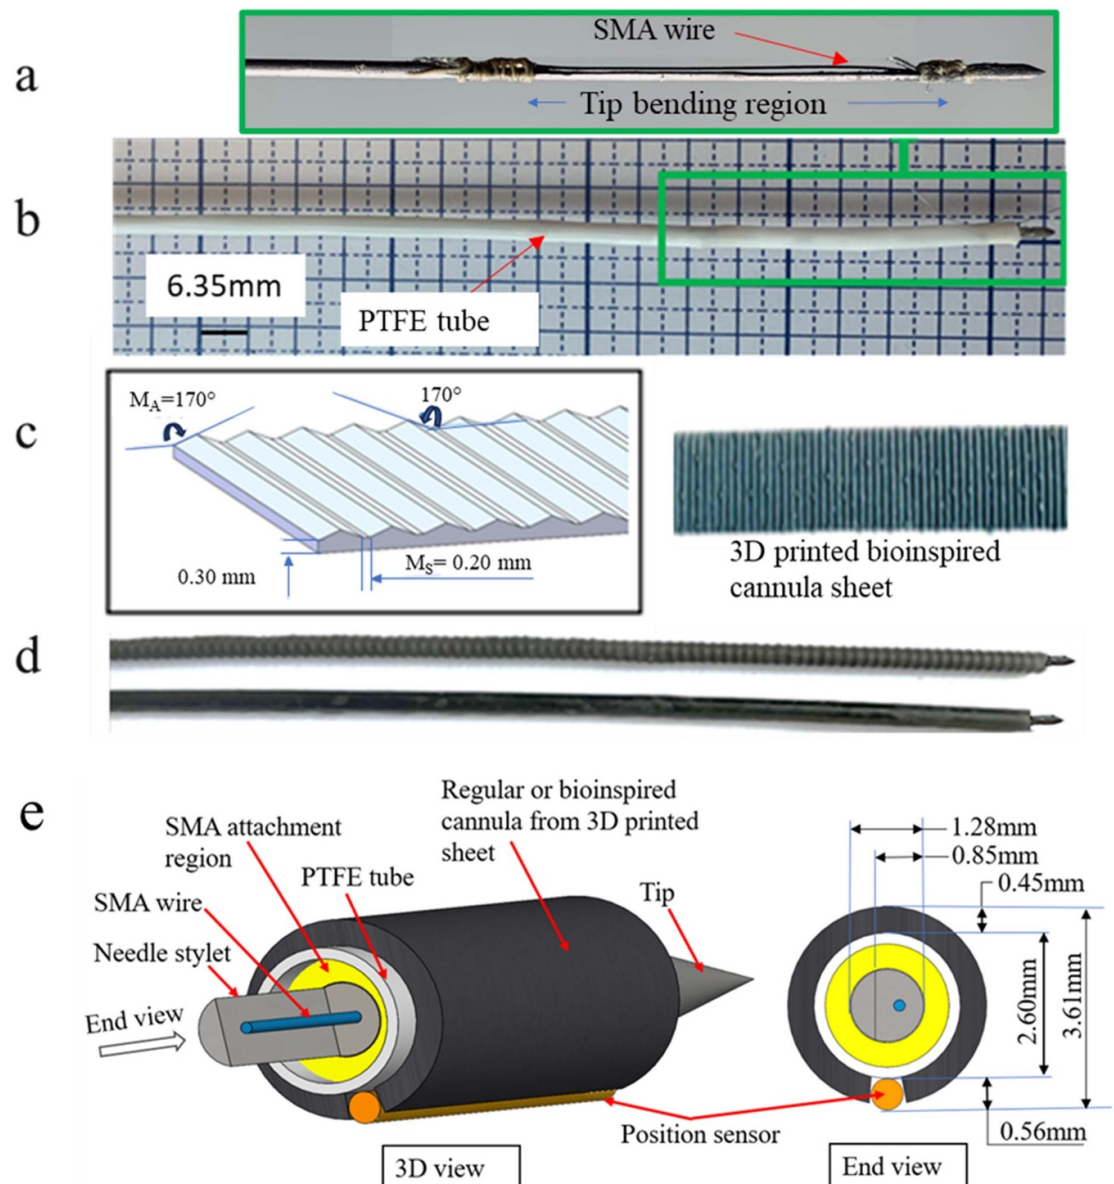 a
SMA wire
Tip bending region
b
6.35mm
PTFE tube
c
M_A=170°
170°
0.30 mm
M_S= 0.20 mm
3D printed bioinspired
cannula sheet
d
e
Regular or bioinspired
cannula from 3D printed
sheet
SMA attachment
region
PTFE tube
SMA wire
Needle stylet
End view
Tip
Position sensor
3D view
1.28mm
0.85mm
0.45mm
2.60mm
3.61mm
0.56mm
End view